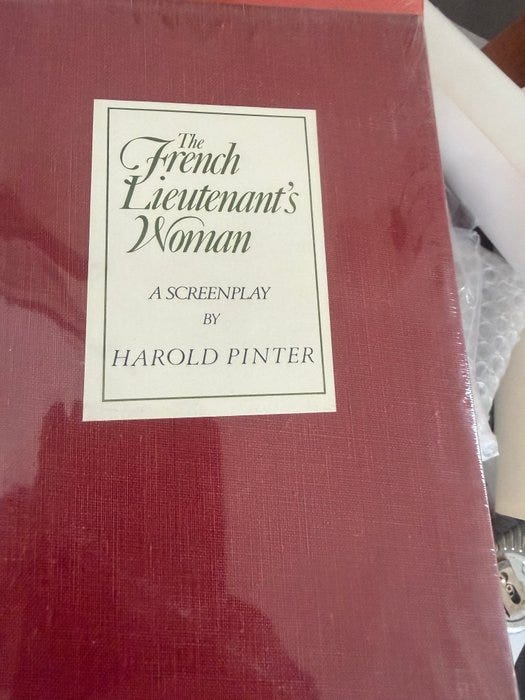 The
French
Lieutenant's
Woman
A SCREENPLAY
BY
HAROLD PINTER